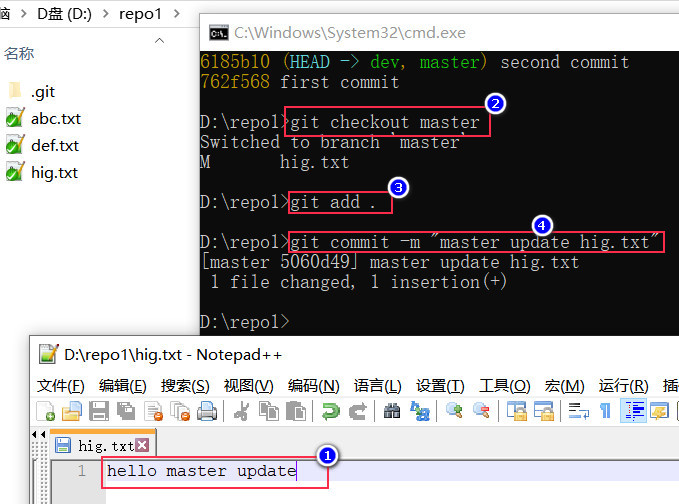 脑 › D盘 (D:) › repo1 ›
名称
.git
abc.txt
def.txt
hig.txt
C:\Windows\System32\cmd.exe
6185b10 (HEAD -> dev, master) second commit
762f568 first commit
D:\repo1>git checkout master
2
Switched to branch 'master'
M hig.txt
D:\repo1>git add .
3
D:\repo1>git commit -m "master update hig.txt"
4
[master 5060d49] master update hig.txt
1 file changed, 1 insertion(+)
D:\repo1>
D:\repo1\hig.txt - Notepad++
文件(F) 编辑(E) 搜索(S) 视图(V) 编码(N) 语言(L) 设置(T) 工具(O) 宏(M) 运行(R) 插
hig.txt
1 hello master update
1